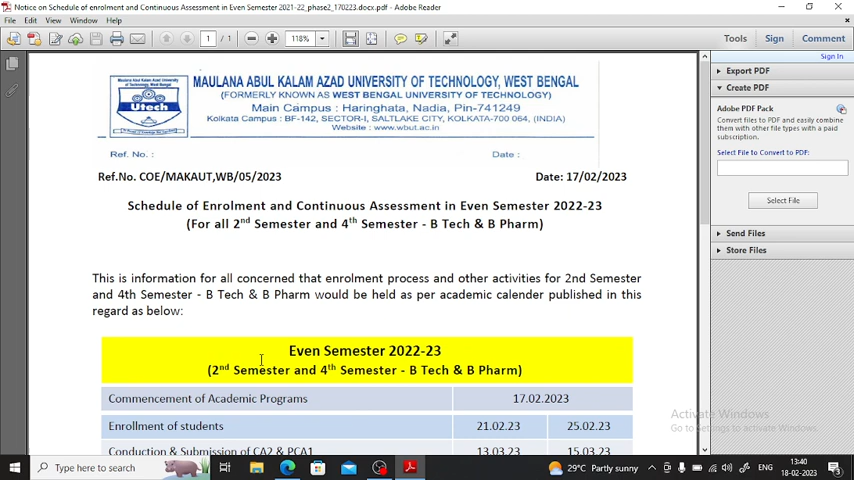 Notice on Schedule of enrolment and Continuous Assessment in Even Semester 2021-22_phase2_170223.docx.pdf - Adobe Reader
File Edit View Window Help
1 / 1 118% Tools Sign Comment
Sign In
Export PDF
Create PDF
Adobe PDF Pack
Convert files to PDF and easily combine
them with other file types with a paid
subscription.
Select File to Convert to PDF:
Select File
Send Files
Store Files
Utech
MAULANA ABUL KALAM AZAD UNIVERSITY OF TECHNOLOGY, WEST BENGAL
(FORMERLY KNOWN AS WEST BENGAL UNIVERSITY OF TECHNOLOGY)
Main Campus : Haringhata, Nadia, Pin-741249
Kolkata Campus : BF-142, SECTOR-I, SALTLAKE CITY, KOLKATA-700 064, (INDIA)
Website : www.wbut.ac.in
Ref. No. : Date :
Ref.No. COE/MAKAUT,WB/05/2023 Date: 17/02/2023
Schedule of Enrolment and Continuous Assessment in Even Semester 2022-23
(For all 2nd Semester and 4th Semester - B Tech & B Pharm)
This is information for all concerned that enrolment process and other activities for 2nd Semester
and 4th Semester - B Tech & B Pharm would be held as per academic calender published in this
regard as below:
Even Semester 2022-23
(2nd Semester and 4th Semester - B Tech & B Pharm)
Commencement of Academic Programs 17.02.2023
Enrollment of students 21.02.23 25.02.23
Conduction & Submission of CA2 & PCA1 13.03.23 15.03.23
Activate Windows
Go to Settings to activate Windows.
Type here to search
29°C Partly sunny
ENG
13:40
18-02-2023
3